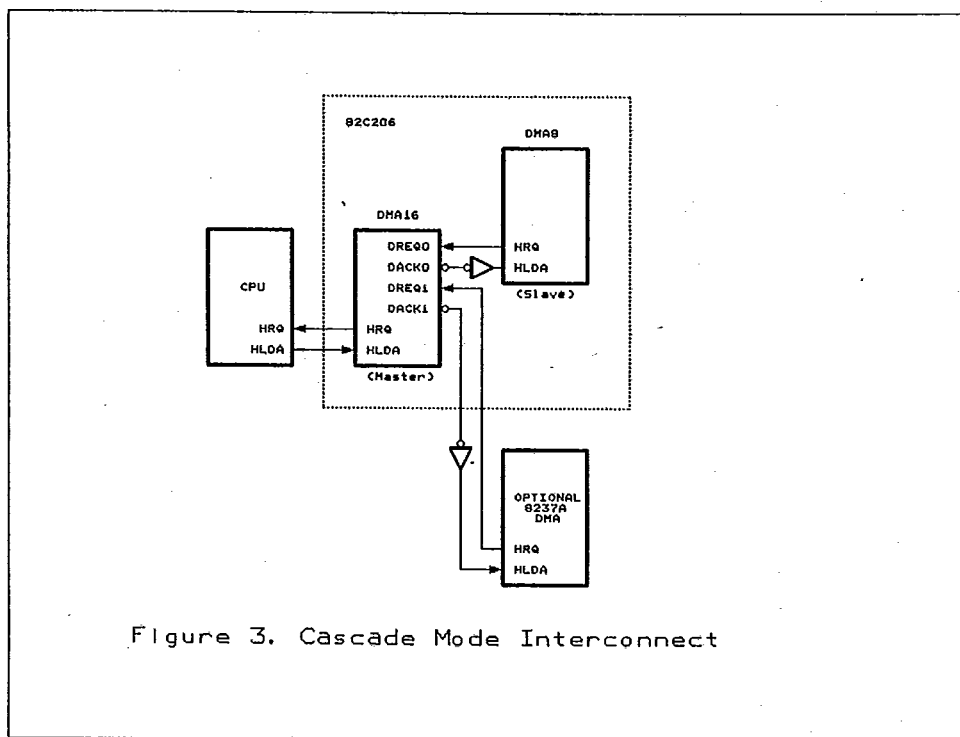 82C206
DMA8
HRQ
HLDA
(Slave)
DMA16
DREQ0
DACK0
DREQ1
DACK1
HRQ
HLDA
(Master)
CPU
HRQ
HLDA
OPTIONAL
8237A
DMA
HRQ
HLDA
Figure 3. Cascade Mode Interconnect